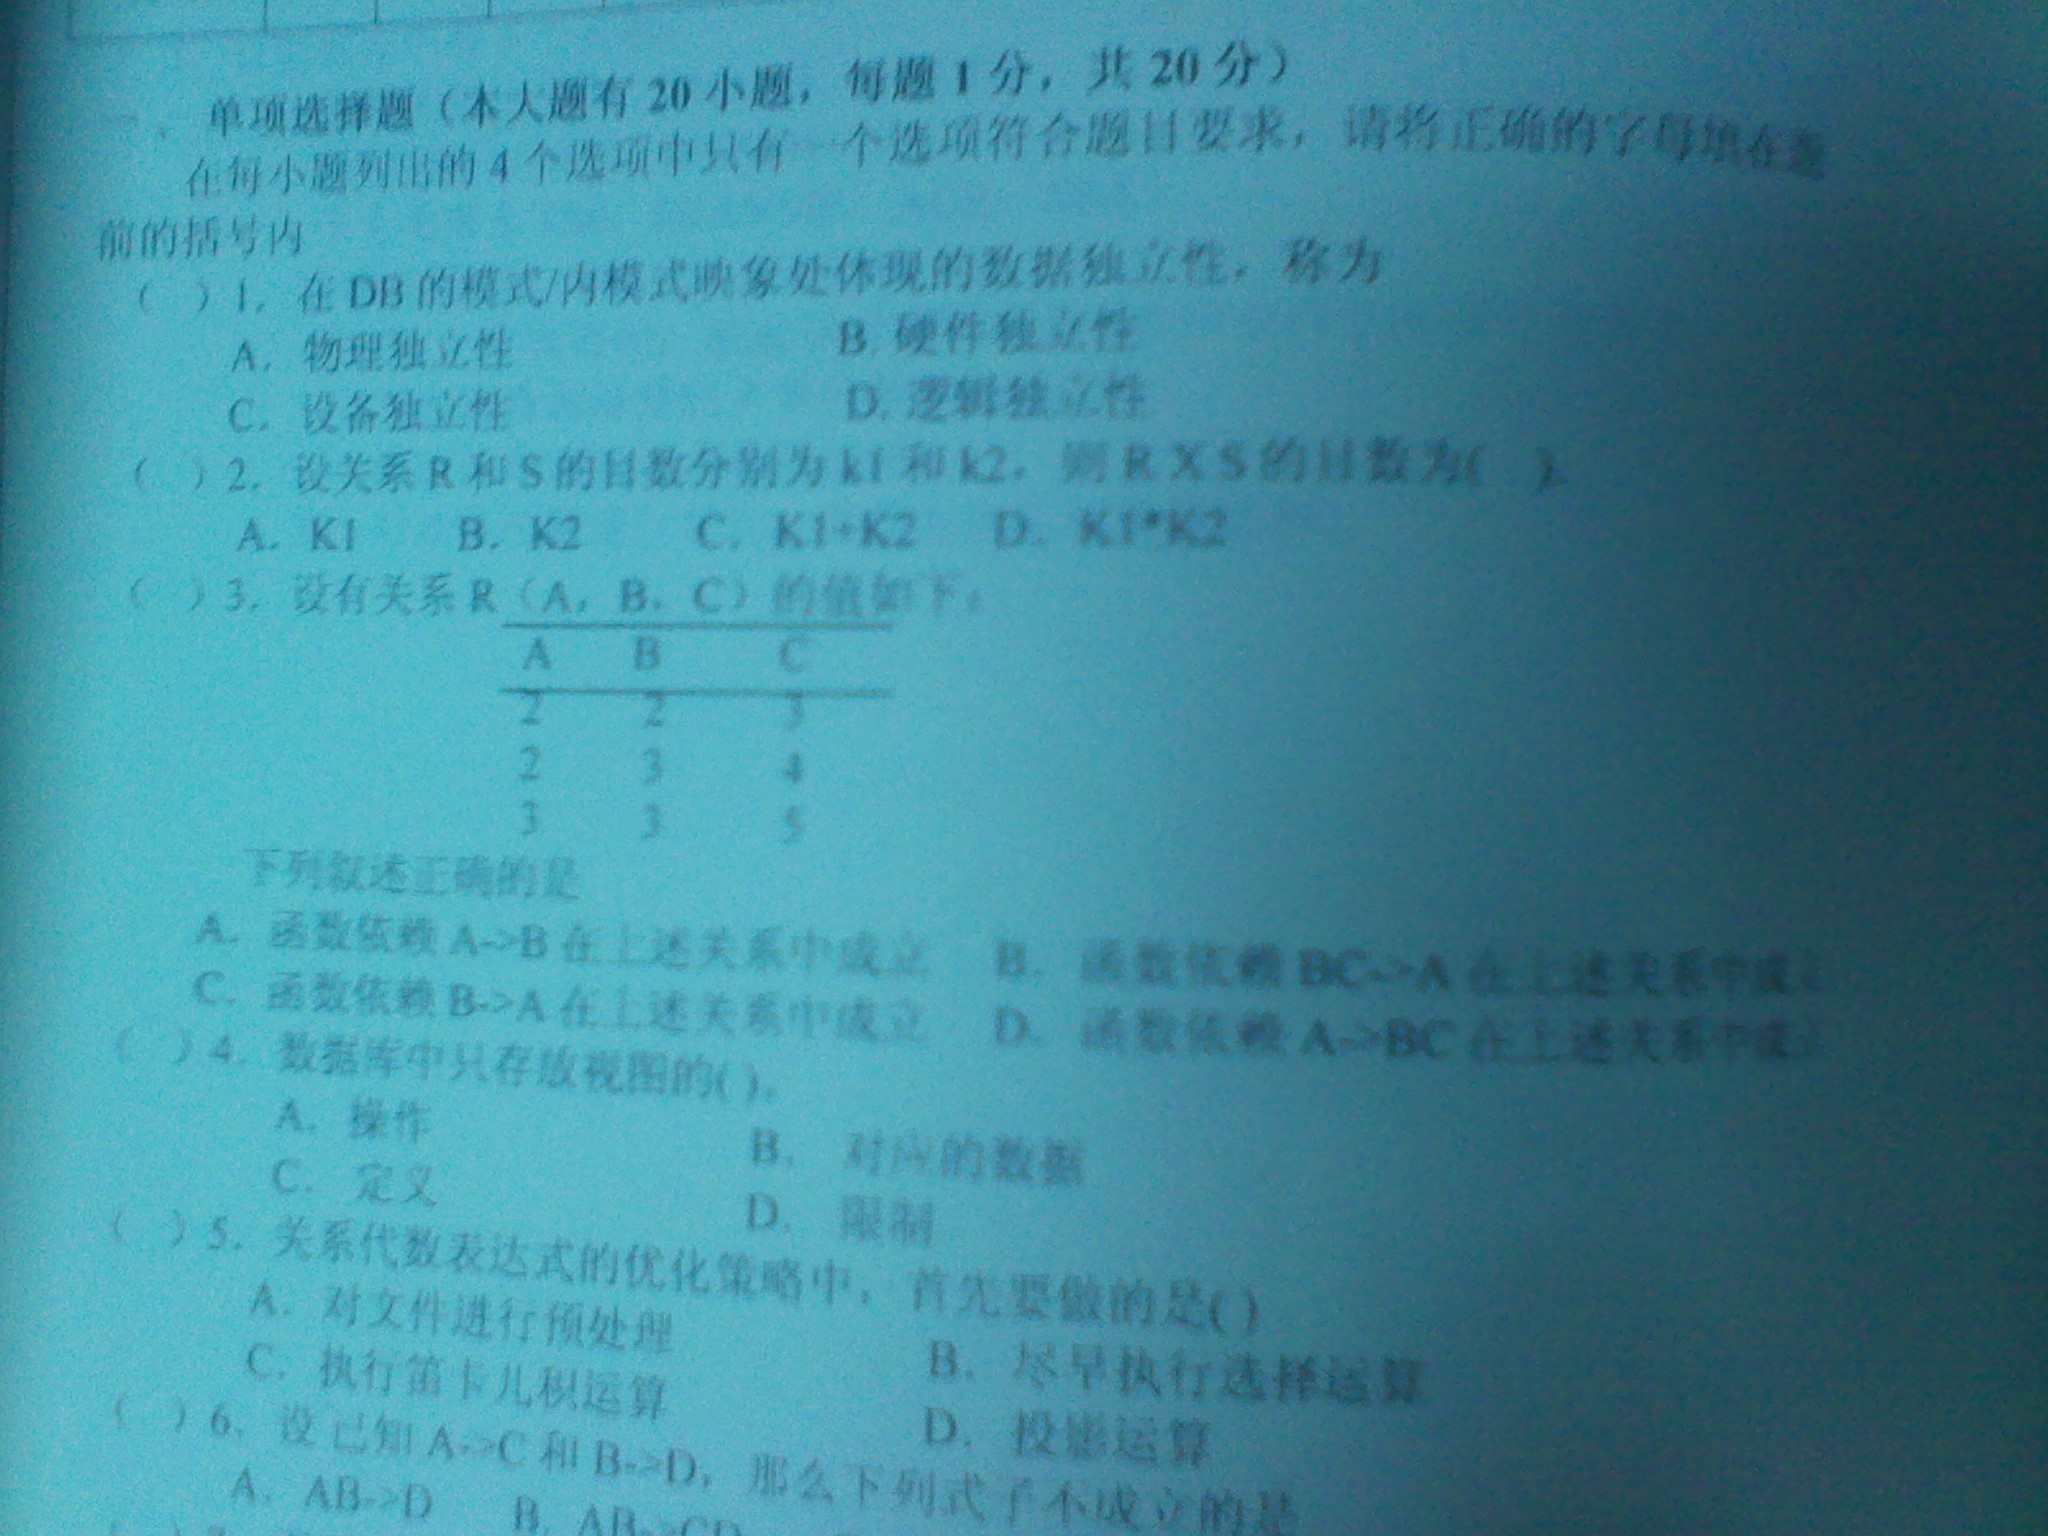 一、单项选择题（本大题有 20 小题，每题 1 分，共 20 分）
在每小题列出的 4 个选项中只有一个选项符合题目要求，请将正确的字母填在题
前的括号内
（ ）1. 在 DB 的模式/内模式映象处体现的数据独立性，称为
A. 物理独立性 B. 硬件独立性
C. 设备独立性 D. 逻辑独立性
（ ）2. 设关系 R 和 S 的目数分别为 k1 和 k2，则 R X S 的目数为( ).
A. K1 B. K2 C. K1+K2 D. K1*K2
（ ）3. 设有关系 R（A，B，C）的值如下：
A B C
2 2 3
2 3 4
3 3 5
下列叙述正确的是
A. 函数依赖 A->B 在上述关系中成立 B. 函数依赖 BC->A 在上述关系中成立
C. 函数依赖 B->A 在上述关系中成立 D. 函数依赖 A->BC 在上述关系中成立
（ ）4. 数据库中只存放视图的( ).
A. 操作 B. 对应的数据
C. 定义 D. 限制
（ ）5. 关系代数表达式的优化策略中，首先要做的是( )
A. 对文件进行预处理 B. 尽早执行选择运算
C. 执行笛卡儿积运算 D. 投影运算
（ ）6. 设已知 A->C 和 B->D，那么下列式子不成立的是
A. AB->D B. AB->CD